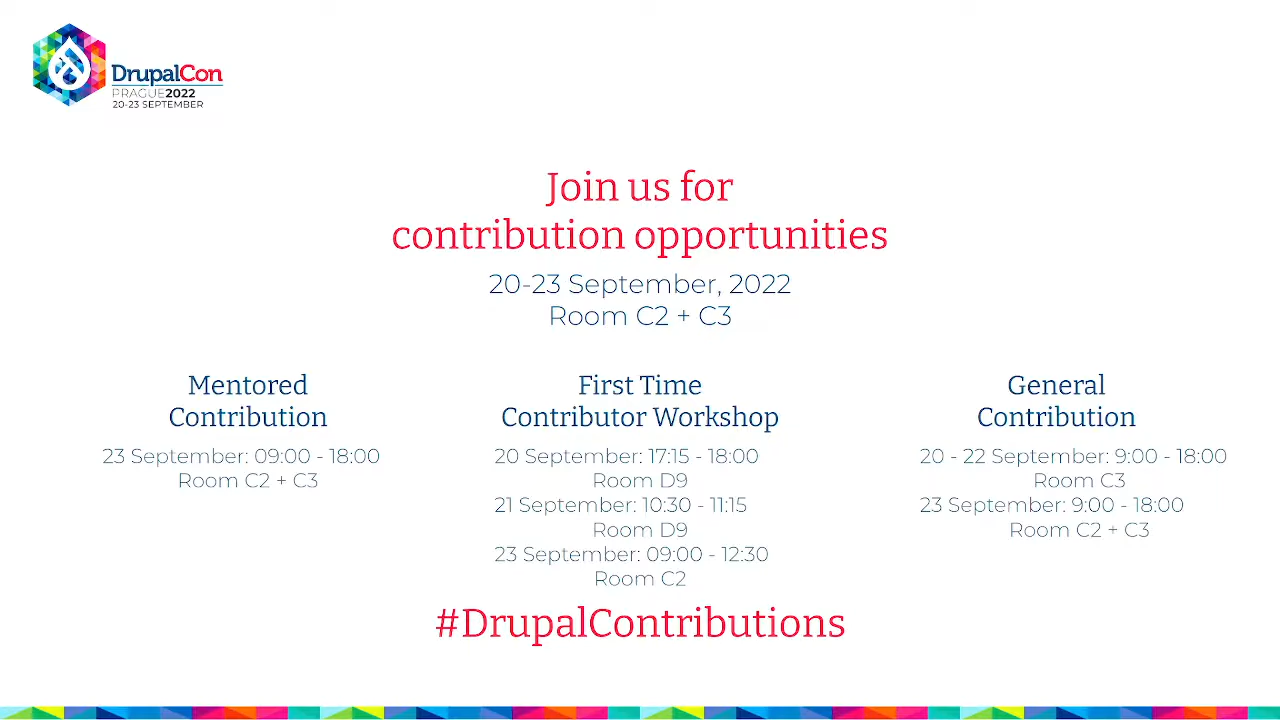 DrupalCon
PRAGUE2022
20-23 SEPTEMBER
Join us for
contribution opportunities
20-23 September, 2022
Room C2 + C3
Mentored
Contribution
23 September: 09:00 - 18:00
Room C2 + C3
First Time
Contributor Workshop
20 September: 17:15 - 18:00
Room D9
21 September: 10:30 - 11:15
Room D9
23 September: 09:00 - 12:30
Room C2
General
Contribution
20 - 22 September: 9:00 - 18:00
Room C3
23 September: 9:00 - 18:00
Room C2 + C3
#DrupalContributions